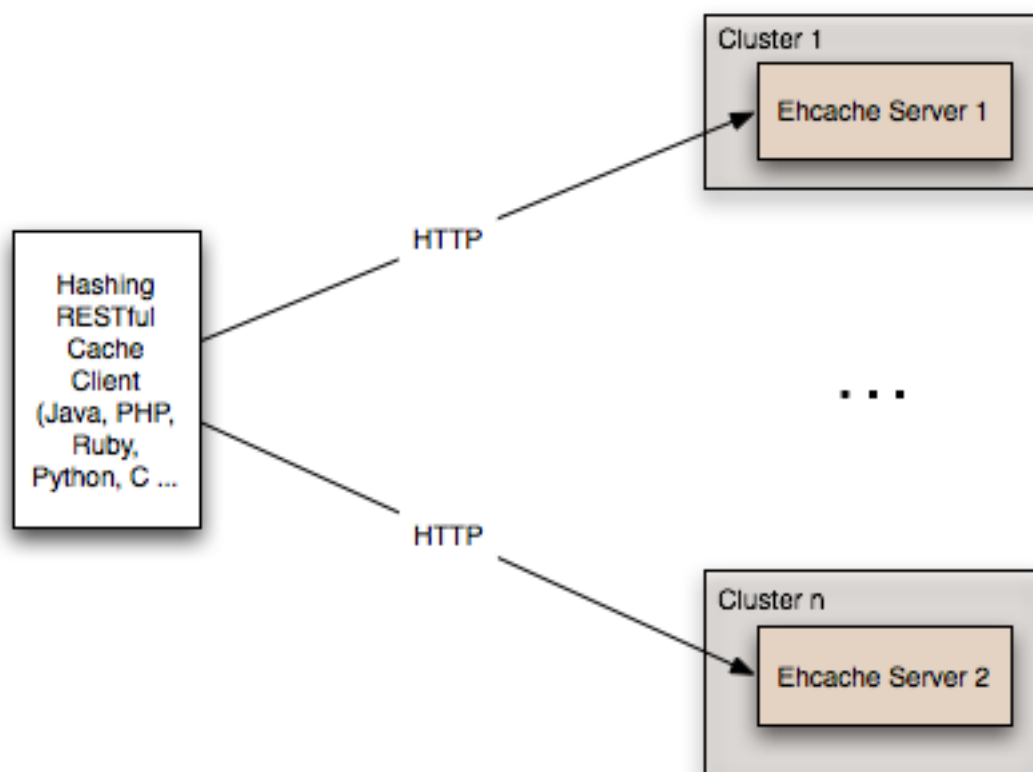 Cluster 1
Ehcache Server 1
HTTP
Hashing
RESTful
Cache
Client
(Java, PHP,
Ruby,
Python, C ...
...
HTTP
Cluster n
Ehcache Server 2